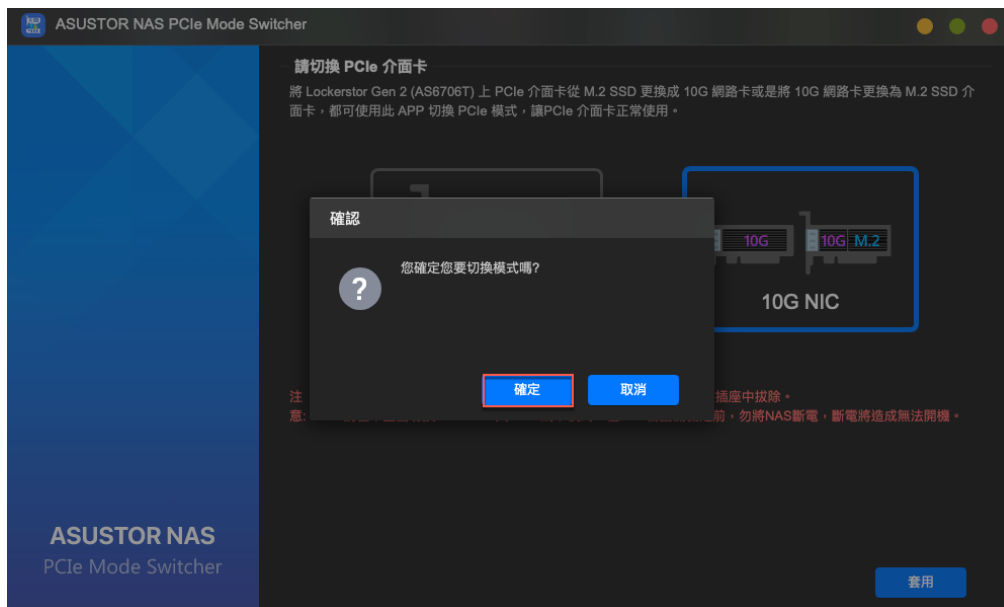 ASUSTOR NAS PCIe Mode Switcher
請切換 PCIe 介面卡
將 Lockerstor Gen 2 (AS6706T) 上 PCIe 介面卡從 M.2 SSD 更換成 10G 網路卡或是將 10G 網路卡更換為 M.2 SSD 介
面卡，都可使用此 APP 切換 PCIe 模式，讓PCIe 介面卡正常使用。
確認
您確定您要切換模式嗎?
10G
10G M.2
10G NIC
確定
取消
注 插座中拔除。
意: 前，勿將NAS斷電，斷電將造成無法開機。
ASUSTOR NAS
PCIe Mode Switcher
套用